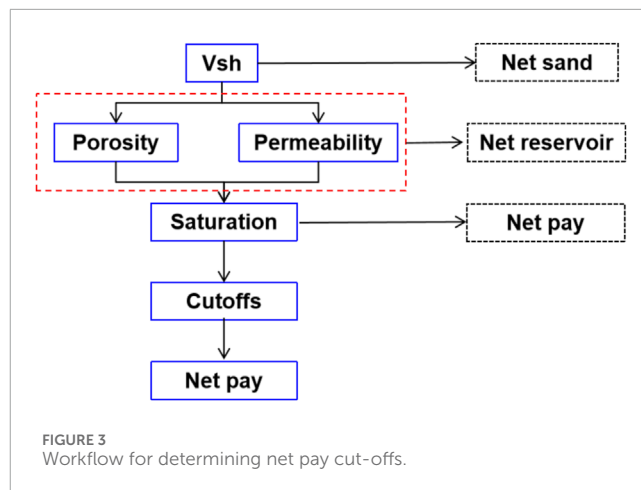 Vsh
Net sand
Porosity
Permeability
Net reservoir
Saturation
Net pay
Cutoffs
Net pay
FIGURE 3
Workflow for determining net pay cut-offs.